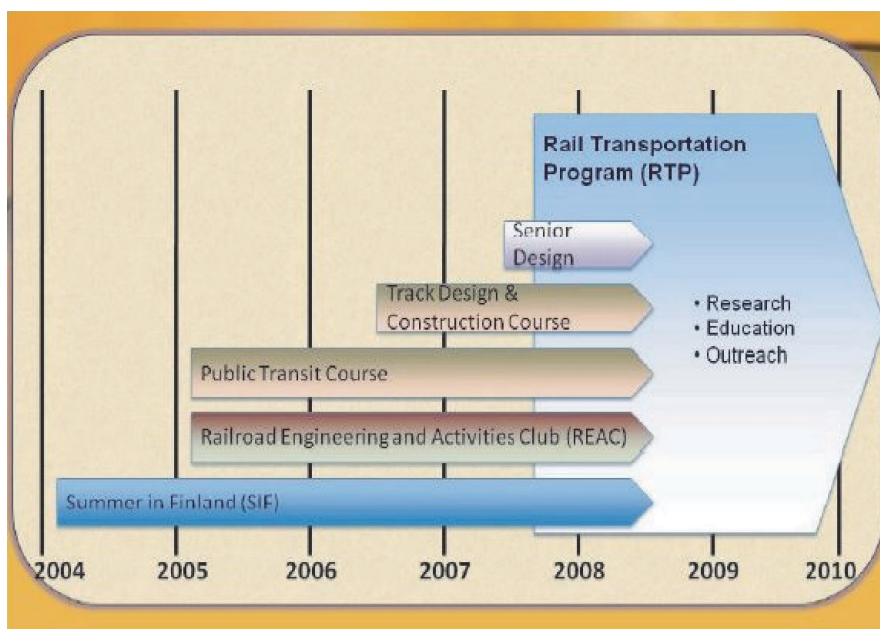 Rail Transportation
Program (RTP)
Senior
Design
Track Design &
Construction Course
• Research
• Education
• Outreach
Public Transit Course
Railroad Engineering and Activities Club (REAC)
Summer in Finland (SIF)
2004 2005 2006 2007 2008 2009 2010